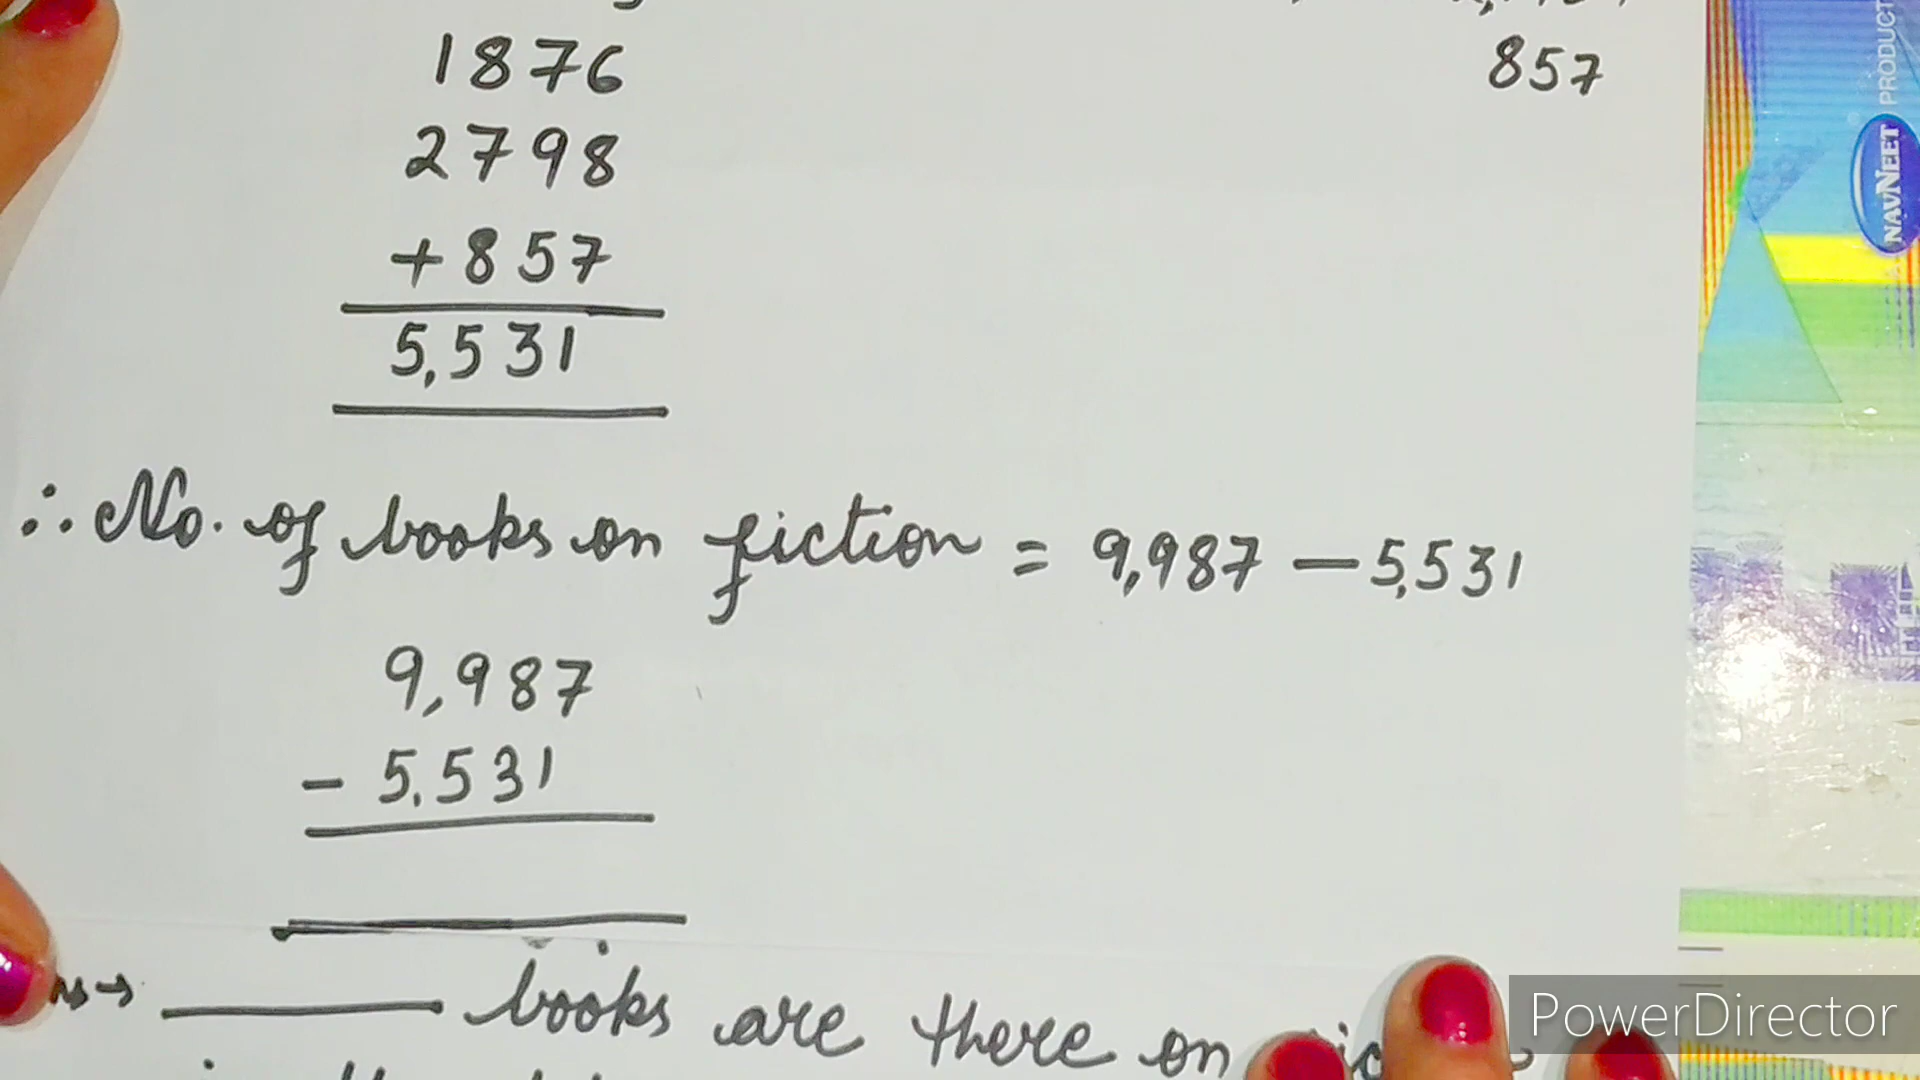 1876
857
2798
+857
5,531
∴ No. of books on fiction = 9,987 – 5,531
9,987
– 5,531
books are there on
NAVNEET PRODUCT
PowerDirector